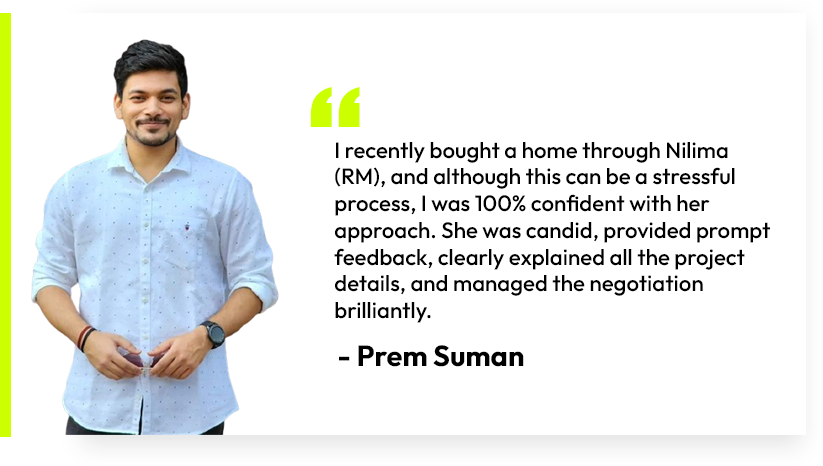 “
I recently bought a home through Nilima
(RM), and although this can be a stressful
process, I was 100% confident with her
approach. She was candid, provided prompt
feedback, clearly explained all the project
details, and managed the negotiation
brilliantly.
- Prem Suman